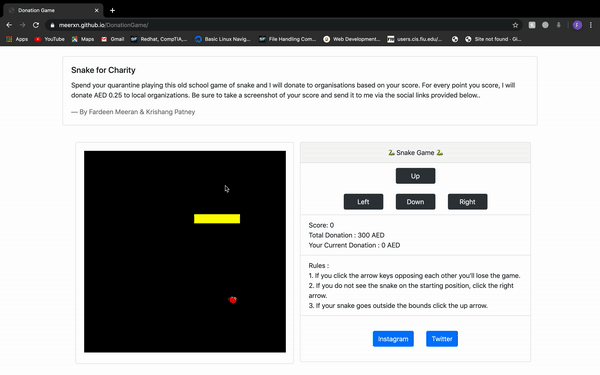 Donation Game
meerxn.github.io/DonationGame/
Apps YouTube Maps Gmail Redhat, CompTIA,... Basic Linux Navig... File Handling Com... Web Development... users.cis.fiu.edu/... Site not found · Gi...
Snake for Charity
Spend your quarantine playing this old school game of snake and I will donate to organisations based on your score. For every point you score, I will
donate AED 0.25 to local organizations. Be sure to take a screenshot of your score and send it to me via the social links provided below..
— By Fardeen Meeran & Krishang Patney
🐍 Snake Game 🐍
Up
Left Down Right
Score: 0
Total Donation : 300 AED
Your Current Donation : 0 AED
Rules :
1. If you click the arrow keys opposing each other you'll lose the game.
2. If you do not see the snake on the starting position, click the right
arrow.
3. If your snake goes outside the bounds click the up arrow.
Instagram Twitter